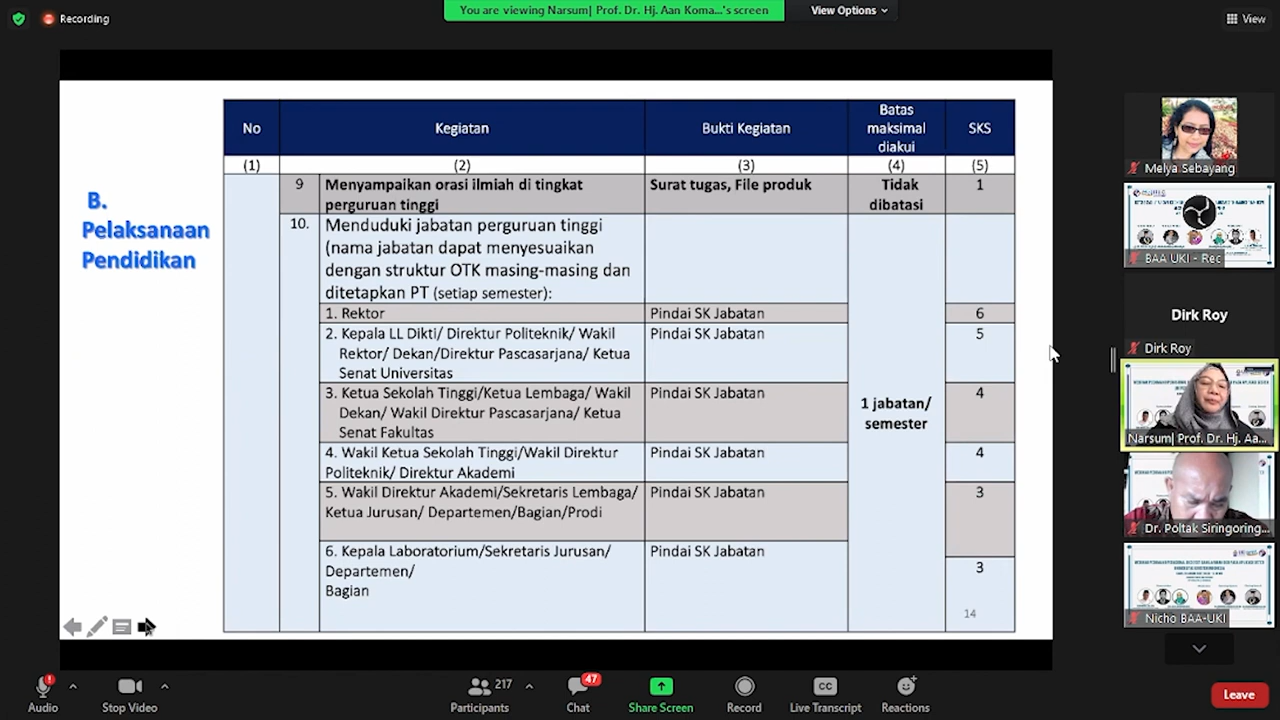 Recording
You are viewing Narsum| Prof. Dr. Hj. Aan Koma...'s screen
View Options
View
B.
Pelaksanaan
Pendidikan
No
Kegiatan
Bukti Kegiatan
Batas
maksimal
diakui
SKS
(1)
(2)
(3)
(4)
(5)
9
Menyampaikan orasi ilmiah di tingkat
perguruan tinggi
Surat tugas, File produk
Tidak
dibatasi
1
10.
Menduduki jabatan perguruan tinggi
(nama jabatan dapat menyesuaikan
dengan struktur OTK masing-masing dan
ditetapkan PT (setiap semester):
1. Rektor
Pindai SK Jabatan
6
2. Kepala LL Dikti/ Direktur Politeknik/ Wakil
Rektor/ Dekan/Direktur Pascasarjana/ Ketua
Senat Universitas
Pindai SK Jabatan
5
3. Ketua Sekolah Tinggi/Ketua Lembaga/ Wakil
Dekan/ Wakil Direktur Pascasarjana/ Ketua
Senat Fakultas
Pindai SK Jabatan
1 jabatan/
semester
4
4. Wakil Ketua Sekolah Tinggi/Wakil Direktur
Politeknik/ Direktur Akademi
Pindai SK Jabatan
4
5. Wakil Direktur Akademi/Sekretaris Lembaga/
Ketua Jurusan/ Departemen/Bagian/Prodi
Pindai SK Jabatan
3
6. Kepala Laboratorium/Sekretaris Jurusan/
Departemen/
Bagian
Pindai SK Jabatan
3
14
Melya Sebayang
BAA UKI - Rec
Dirk Roy
Dirk Roy
Narsum| Prof. Dr. Hj. Aa...
Dr. Poltak Siringoring...
Nicho BAA-UKI
Audio
Stop Video
217
Participants
47
Chat
Share Screen
Record
CC
Live Transcript
Reactions
Leave